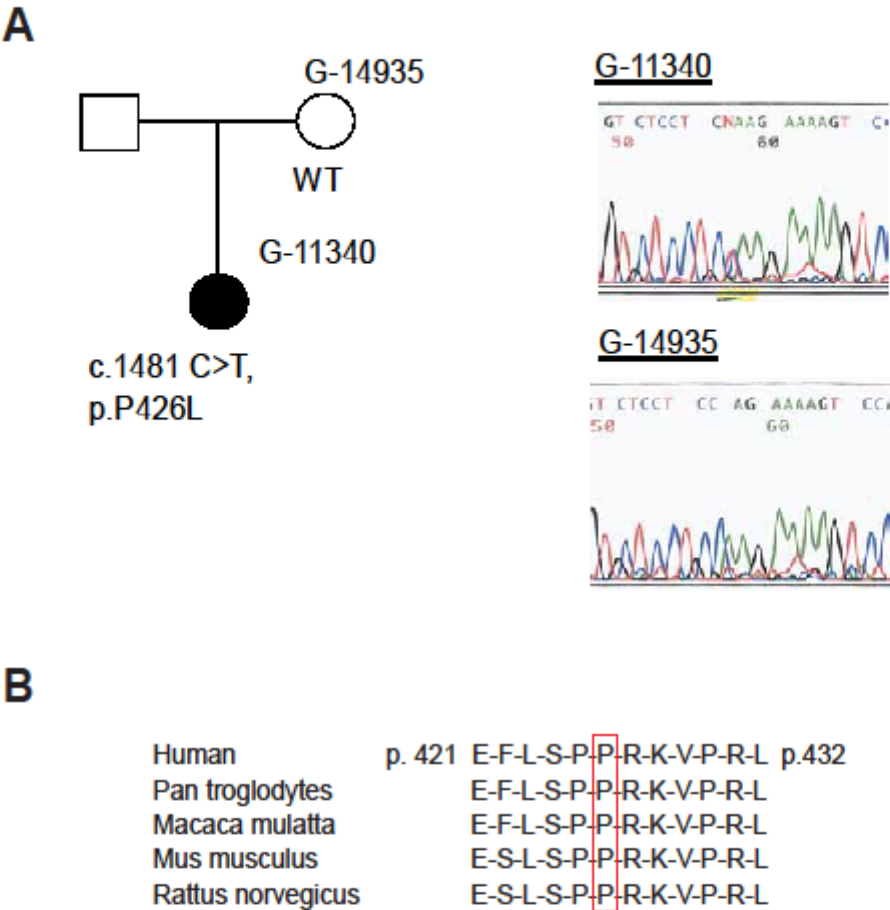 A
G-14935
WT
G-11340
c.1481 C>T,
p.P426L
G-11340
GT CTCCT CNAAG AAAAGT C
50 60
G-14935
GT CTCCT CC AG AAAAGT CC
50 60
B
Human p. 421 E-F-L-S-P-P-R-K-V-P-R-L p.432
Pan troglodytes E-F-L-S-P-P-R-K-V-P-R-L
Macaca mulatta E-F-L-S-P-P-R-K-V-P-R-L
Mus musculus E-S-L-S-P-P-R-K-V-P-R-L
Rattus norvegicus E-S-L-S-P-P-R-K-V-P-R-L